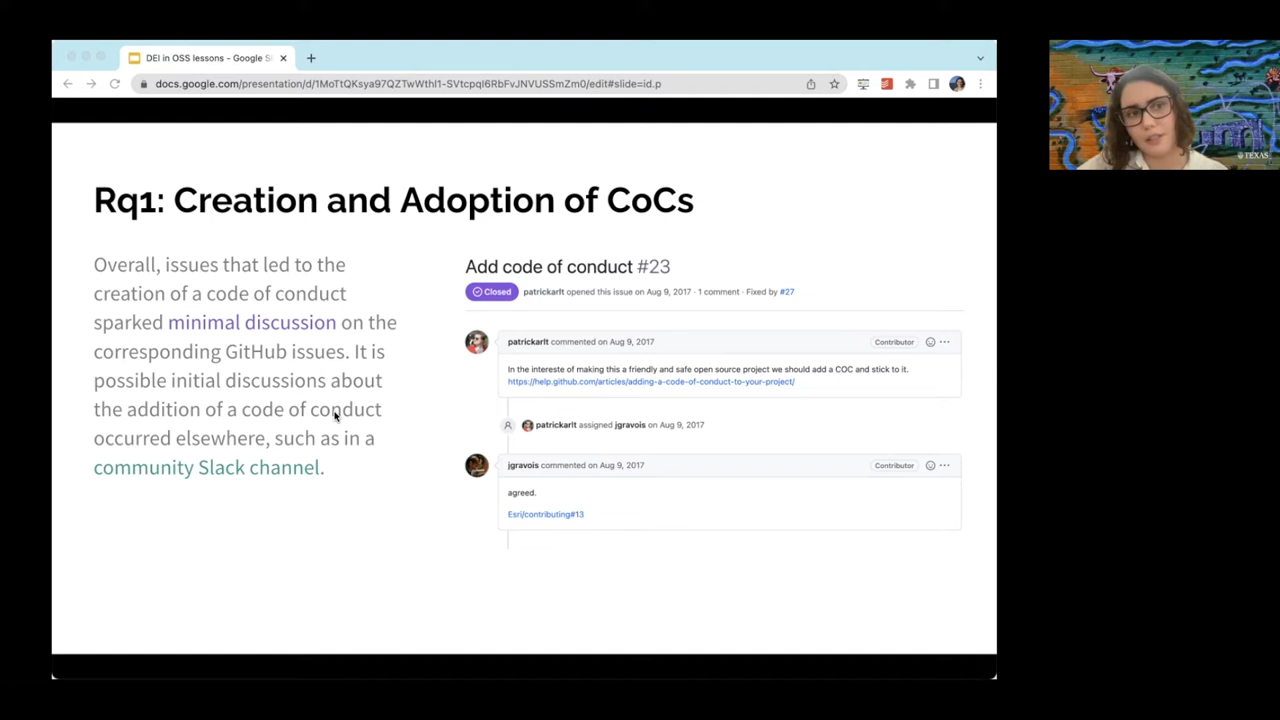 DEI in OSS lessons - Google S
docs.google.com/presentation/d/1MoTtQKsya97QZTwWthl1-SVtcpqI6RbFvJNVUSSmZm0/edit#slide=id.p
Rq1: Creation and Adoption of CoCs
Overall, issues that led to the
creation of a code of conduct
sparked minimal discussion on the
corresponding GitHub issues. It is
possible initial discussions about
the addition of a code of conduct
occurred elsewhere, such as in a
community Slack channel.
Add code of conduct #23
Closed patrickarlt opened this issue on Aug 9, 2017 · 1 comment · Fixed by #27
patrickarlt commented on Aug 9, 2017 Contributor
In the intereste of making this a friendly and safe open source project we should add a COC and stick to it.
https://help.github.com/articles/adding-a-code-of-conduct-to-your-project/
patrickarlt assigned jgravois on Aug 9, 2017
jgravois commented on Aug 9, 2017 Contributor
agreed.
Esri/contributing#13
TEXAS